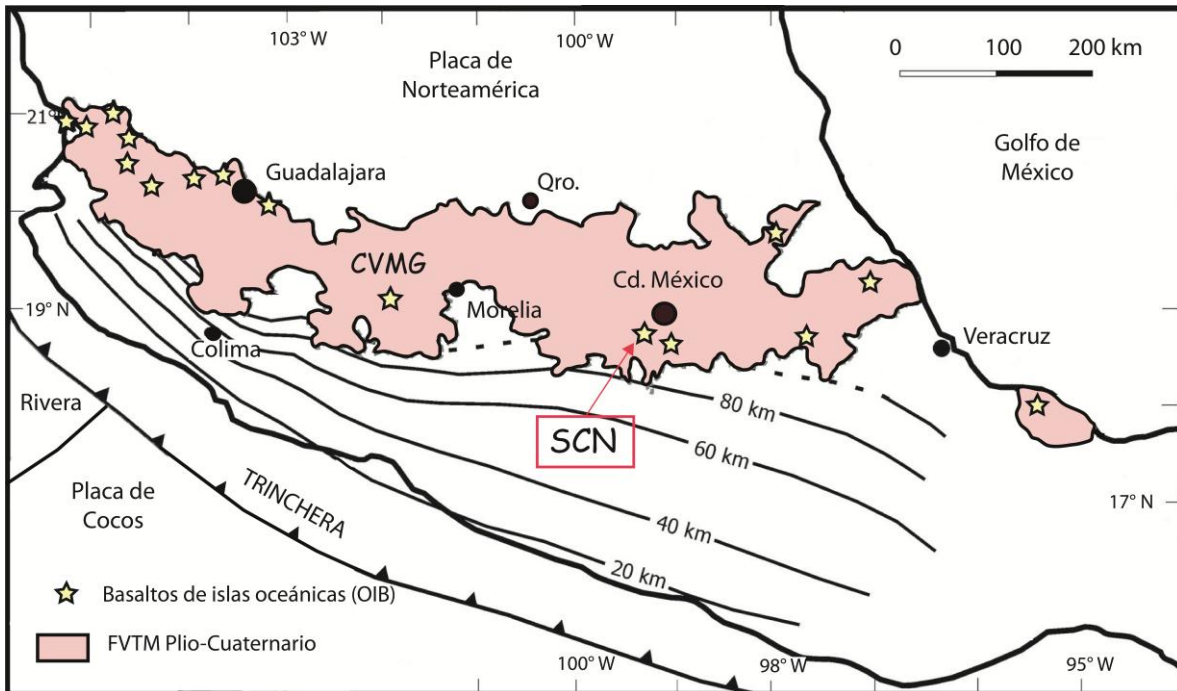 103° W
100° W
0 100 200 km
Placa de
Norteamérica
21°
Golfo de
México
Guadalajara
Qro.
CVMG
Cd. México
19° N
Morelia
Colima
Veracruz
Rivera
80 km
SCN
60 km
Placa de
Cocos
TRINCHERA
17° N
40 km
20 km
Basaltos de islas oceánicas (OIB)
FVTM Plio-Cuaternario
100° W
98° W
95° W